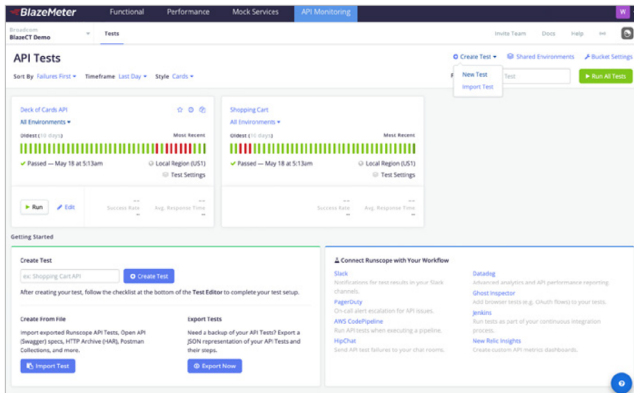 BlazeMeter Functional Performance Mock Services API Monitoring W
Broadcom
BlazeCT Demo Tests Invite Team Docs Help
API Tests Create Test Shared Environments Bucket Settings
Sort By Failures First Timeframe Last Day Style Cards New Test Test Run All Tests
Import Test
Deck of Cards API
All Environments
Oldest (10 days) Most Recent
Passed — May 18 at 5:13am Local Region (US1)
Test Settings
Run Edit Success Rate Avg. Response Time
Shopping Cart
All Environments
Oldest (10 days) Most Recent
Passed — May 18 at 5:13am Local Region (US1)
Test Settings
Success Rate Avg. Response Time
Getting Started
Create Test
ex: Shopping Cart API Create Test
After creating your test, follow the checklist at the bottom of the Test Editor to complete your test setup.
Create From File
Import exported Runscope API Tests, Open API
(Swagger) specs, HTTP Archive (HAR), Postman
Collections, and more.
Import Test
Export Tests
Need a backup of your API Tests? Export a
JSON representation of your API Tests and
their steps.
Export Now
Connect Runscope with Your Workflow
Slack
Notifications for test results in your Slack
channels.
PagerDuty
On-call alert escalation for API issues.
AWS CodePipeline
Run API tests when executing a pipeline.
HipChat
Send API test failures to your chat rooms.
Datadog
Advanced analytics and API performance reporting.
Ghost Inspector
Add browser tests (e.g. OAuth flows) to your tests.
Jenkins
Run tests as part of your continuous integration
process.
New Relic Insights
Create custom API metric dashboards.